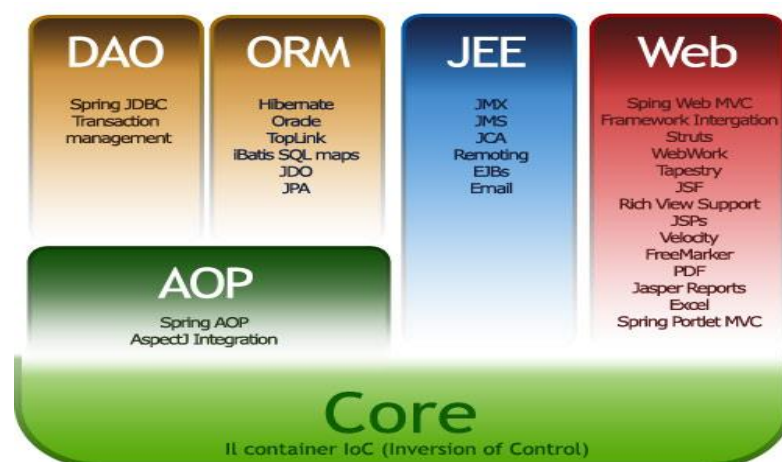 DAO
Spring JDBC
Transaction
management
ORM
Hibernate
Oracle
TopLink
iBatis SQL maps
JDO
JPA
JEE
JMX
JMS
JCA
Remoting
EJBs
Email
Web
Sping Web MVC
Framework Intergation
Struts
WebWork
Tapestry
JSF
Rich View Support
JSPs
Velocity
FreeMarker
PDF
Jasper Reports
Excel
Spring Portlet MVC
AOP
Spring AOP
AspectJ Integration
Core
Il container IoC (Inversion of Control)